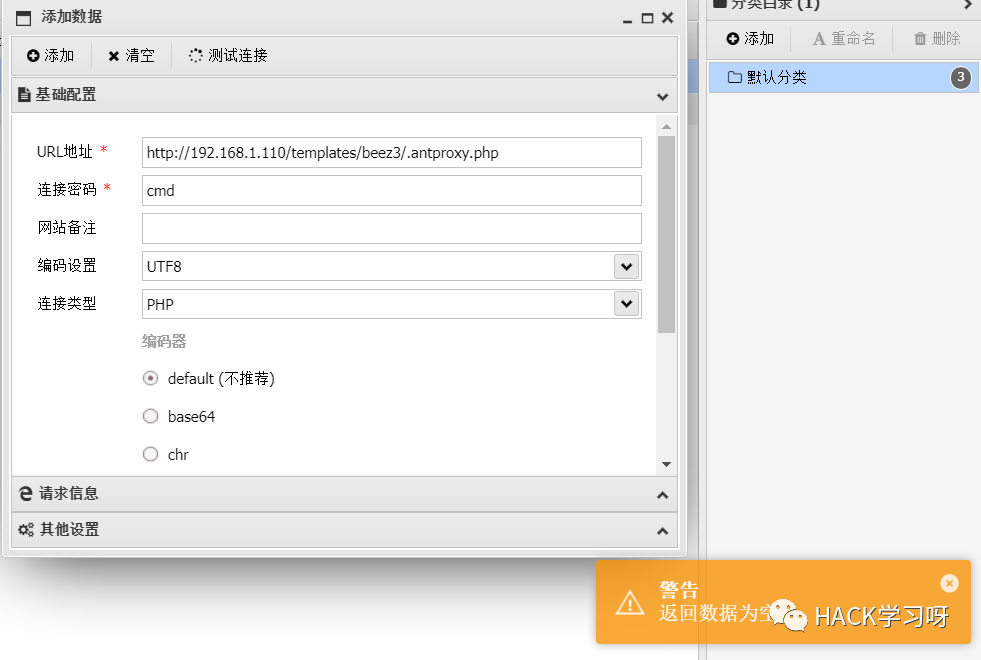 添加数据
添加 清空 测试连接
基础配置
URL地址 * http://192.168.1.110/templates/beez3/.antproxy.php
连接密码 * cmd
网站备注
编码设置 UTF8
连接类型 PHP
编码器
default (不推荐)
base64
chr
请求信息
其他设置
分类目录 (1)
添加 重命名 删除
默认分类 3
警告
返回数据为空
HACK学习呀